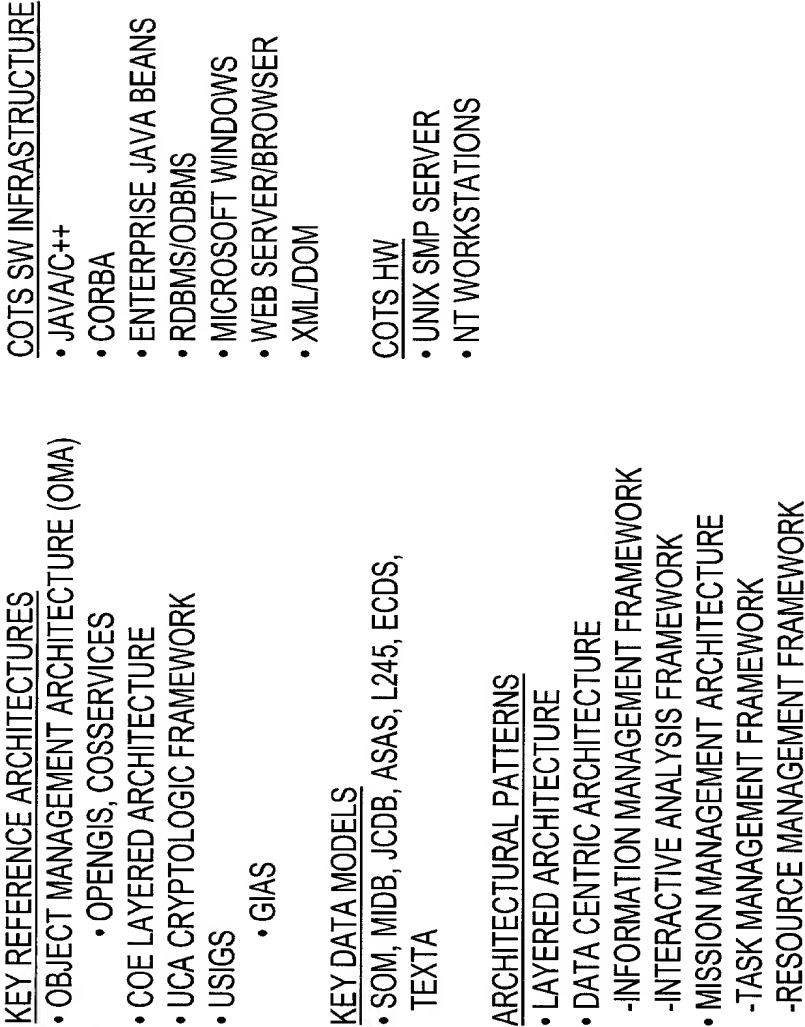 KEY REFERENCE ARCHITECTURES
• OBJECT MANAGEMENT ARCHITECTURE (OMA)
• OPENGIS, COSSERVICES
• COE LAYERED ARCHITECTURE
• UCA CRYPTOLOGIC FRAMEWORK
• USIGS
• GIAS
KEY DATA MODELS
• SOM, MIDB, JCDB, ASAS, L245, ECDS,
TEXTA
ARCHITECTURAL PATTERNS
• LAYERED ARCHITECTURE
• DATA CENTRIC ARCHITECTURE
-INFORMATION MANAGEMENT FRAMEWORK
-INTERACTIVE ANALYSIS FRAMEWORK
• MISSION MANAGEMENT ARCHITECTURE
-TASK MANAGEMENT FRAMEWORK
-RESOURCE MANAGEMENT FRAMEWORK
COTS SW INFRASTRUCTURE
• JAVA/C++
• CORBA
• ENTERPRISE JAVA BEANS
• RDBMS/ODBMS
• MICROSOFT WINDOWS
• WEB SERVER/BROWSER
• XML/DOM
COTS HW
• UNIX SMP SERVER
• NT WORKSTATIONS